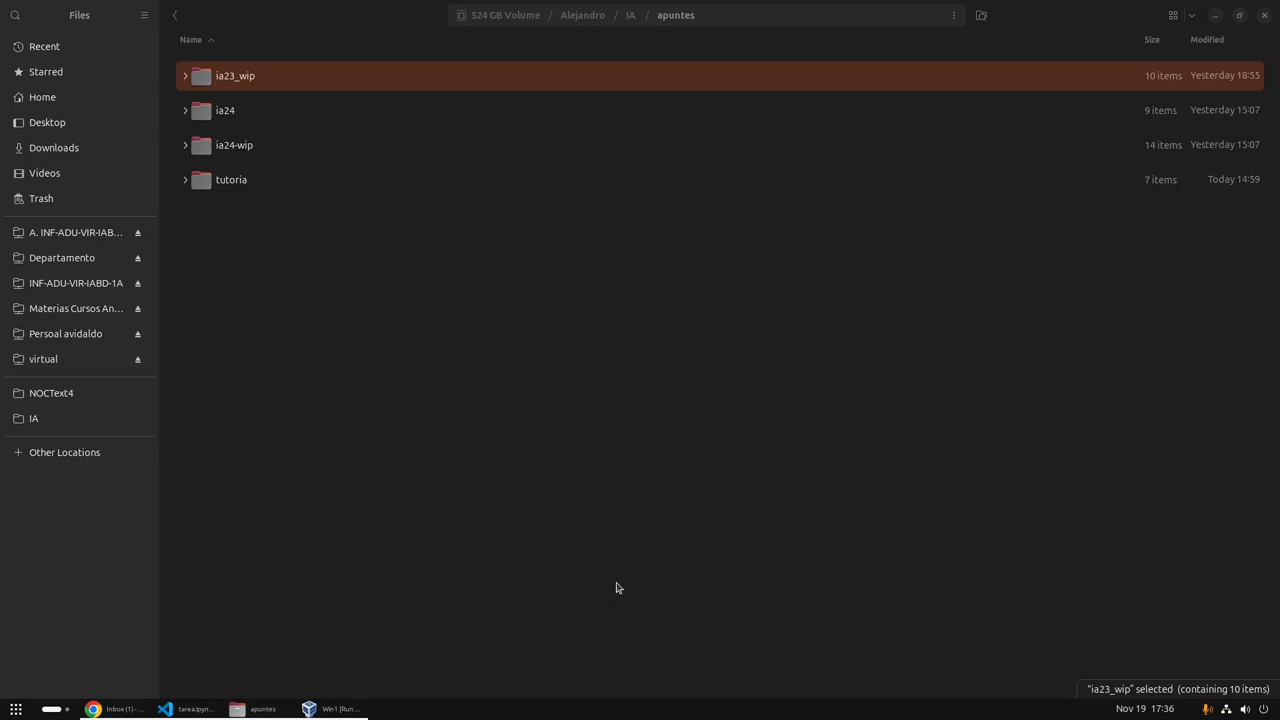 Files
524 GB Volume / Alejandro / IA / apuntes
Name Size Modified
Recent
Starred
Home
Desktop
Downloads
Videos
Trash
A. INF-ADU-VIR-IAB...
Departamento
INF-ADU-VIR-IABD-1A
Materias Cursos An...
Persoal avidaldo
virtual
NOCText4
IA
+ Other Locations
ia23_wip 10 items Yesterday 18:55
ia24 9 items Yesterday 15:07
ia24-wip 14 items Yesterday 15:07
tutoria 7 items Today 14:59
"ia23_wip" selected (containing 10 items)
Inbox (1) - ... tarea.ipyn... apuntes Win1 [Run... Nov 19 17:36